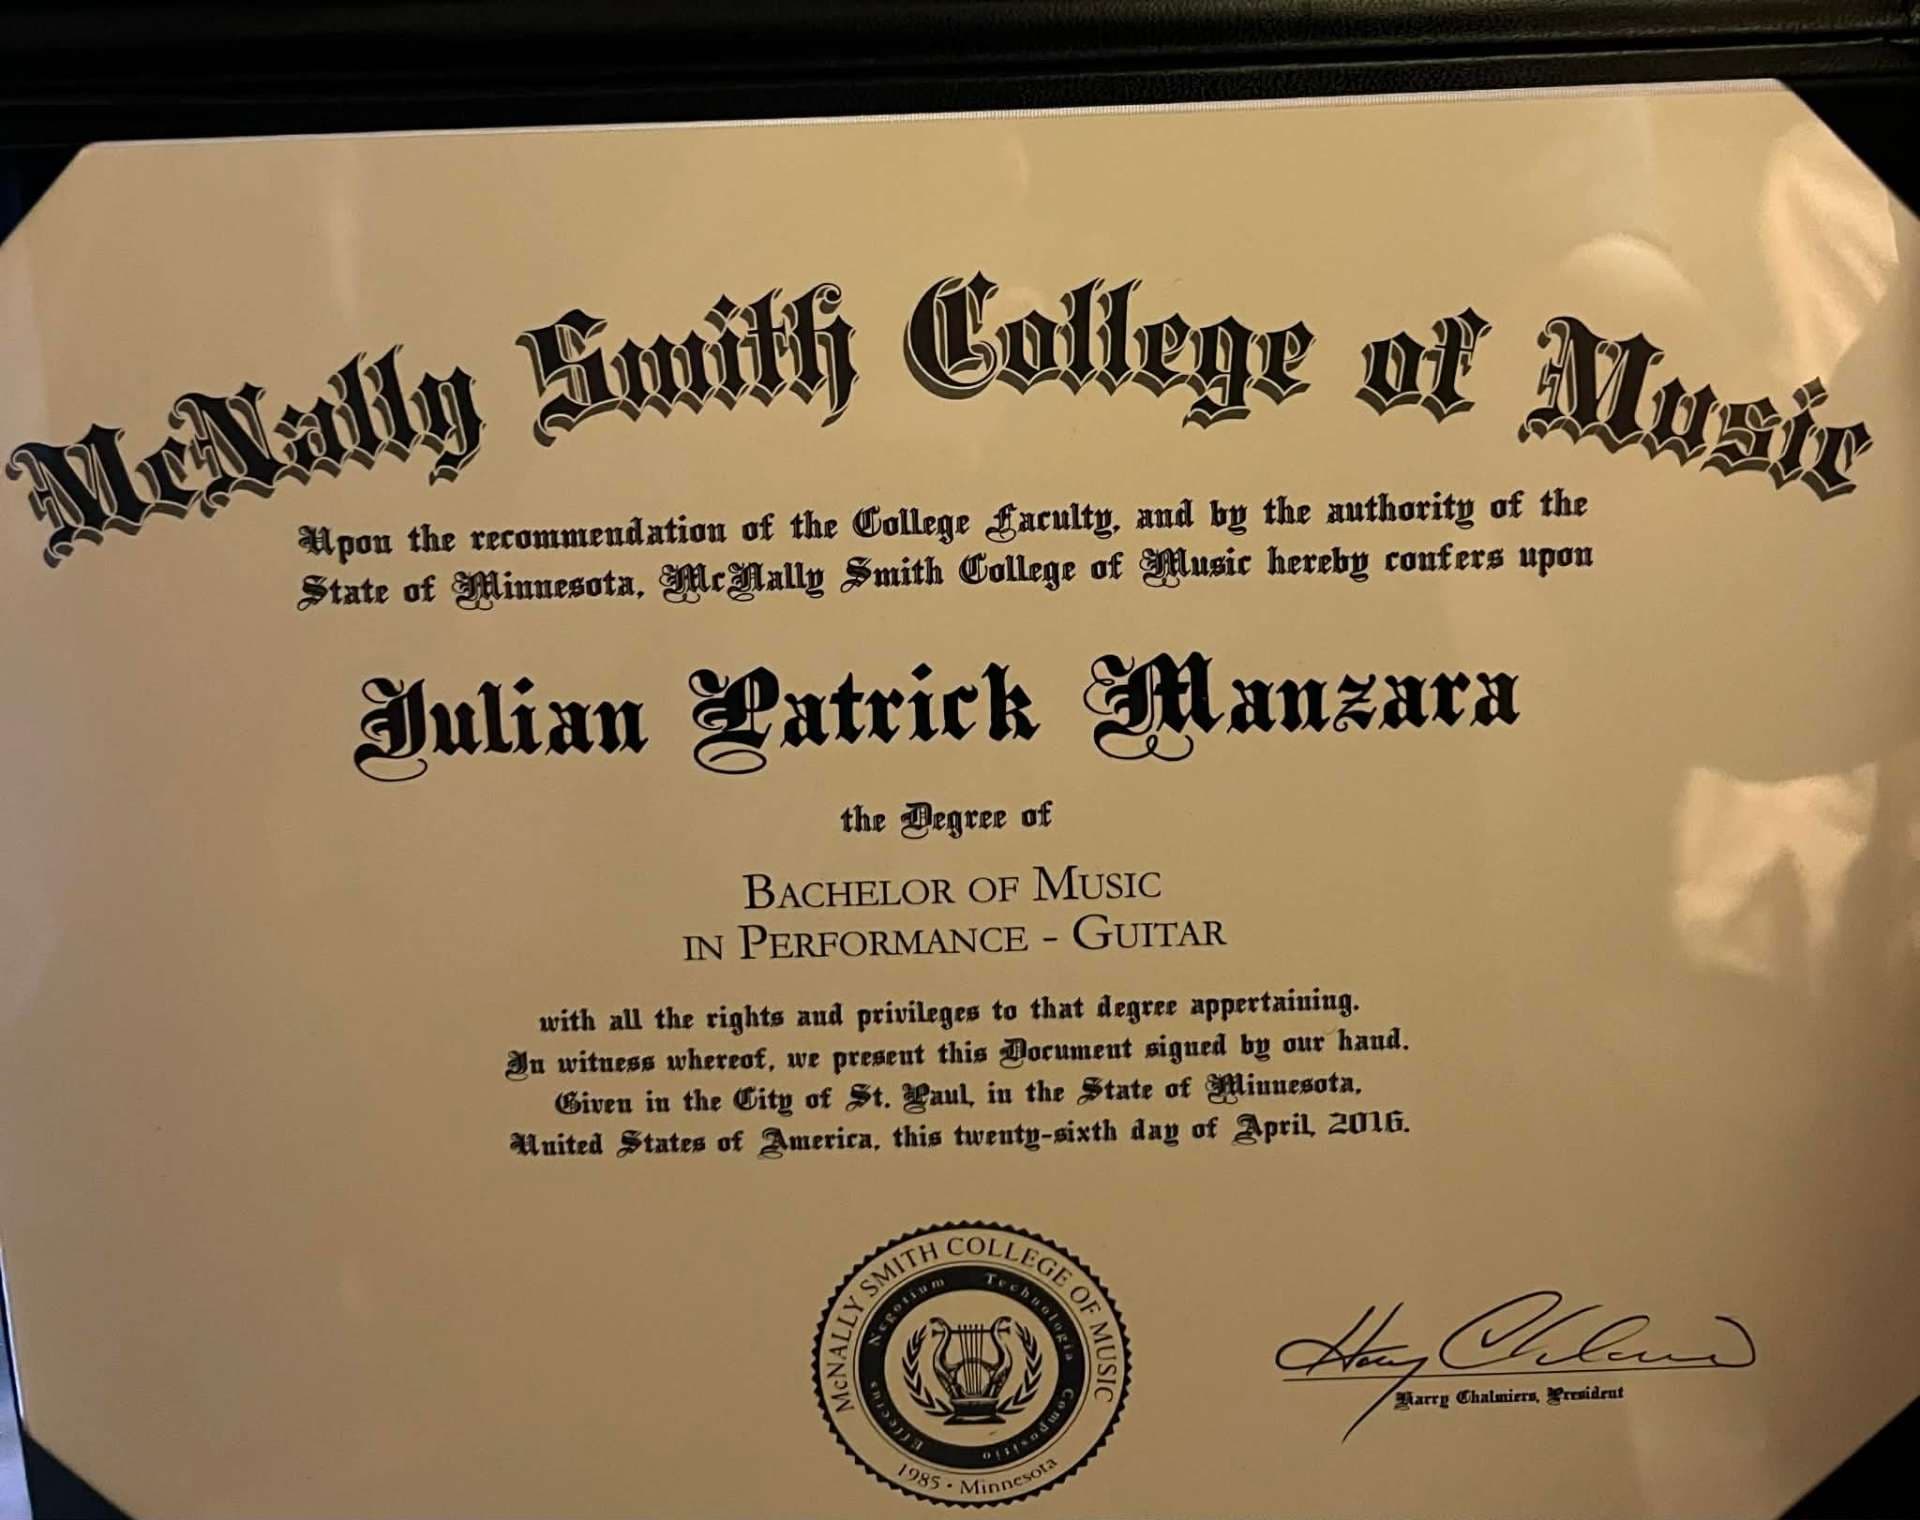 McNally Smith College of Music
Upon the recommendation of the College Faculty, and by the authority of the
State of Minnesota, McNally Smith College of Music hereby confers upon
Julian Patrick Manzara
the Degree of
BACHELOR OF MUSIC
IN PERFORMANCE - GUITAR
with all the rights and privileges to that degree appertaining.
In witness whereof, we present this Document signed by our hand.
Given in the City of St. Paul, in the State of Minnesota,
United States of America, this twenty-sixth day of April, 2016.
McNALLY SMITH COLLEGE OF MUSIC
Negotium Technologia Compositio Effectus
1985 • Minnesota
Harry Chalmiers
Harry Chalmiers, President